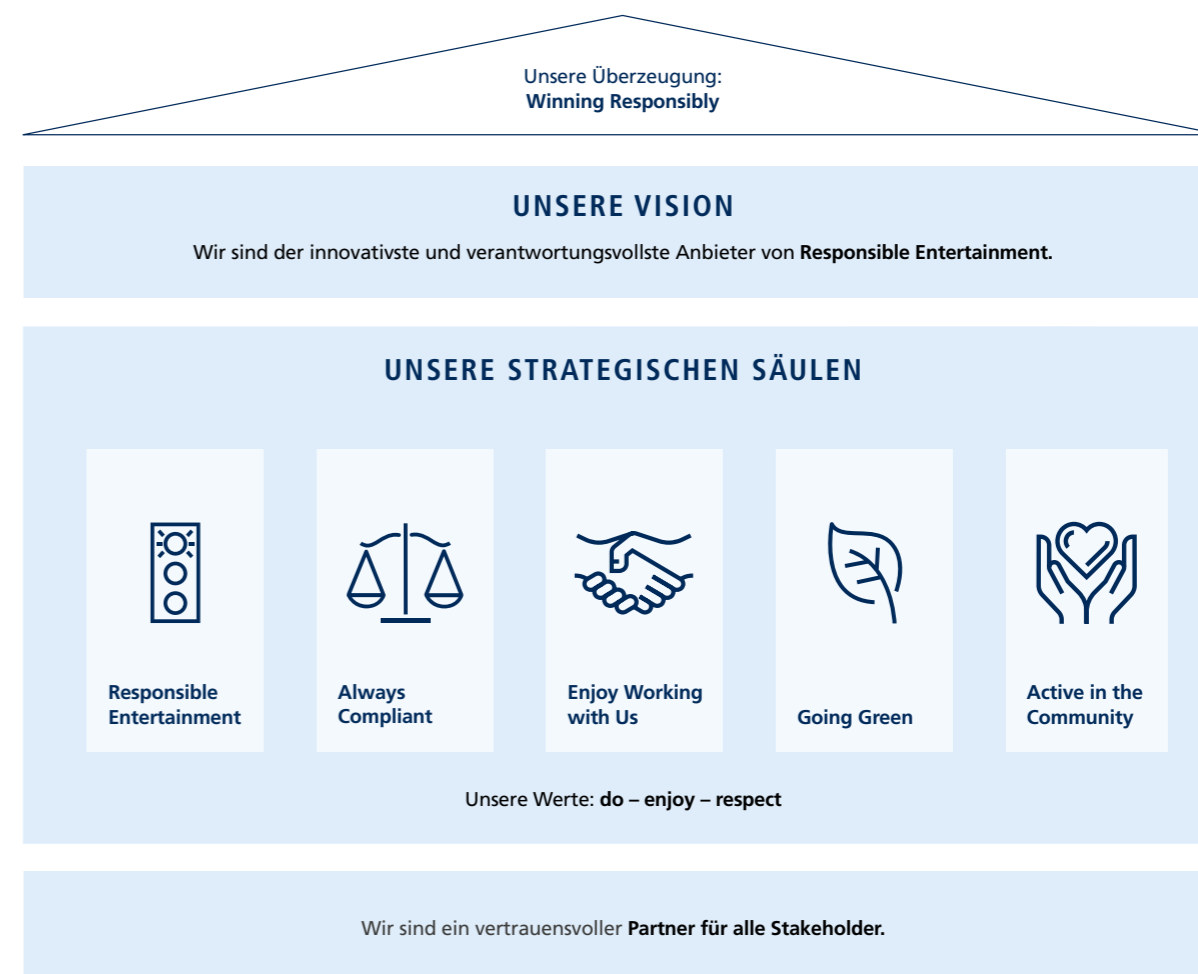 Unsere Überzeugung:
Winning Responsibly
UNSERE VISION
Wir sind der innovativste und verantwortungsvollste Anbieter von Responsible Entertainment.
UNSERE STRATEGISCHEN SÄULEN
Responsible
Entertainment
Always
Compliant
Enjoy Working
with Us
Going Green
Active in the
Community
Unsere Werte: do – enjoy – respect
Wir sind ein vertrauensvoller Partner für alle Stakeholder.